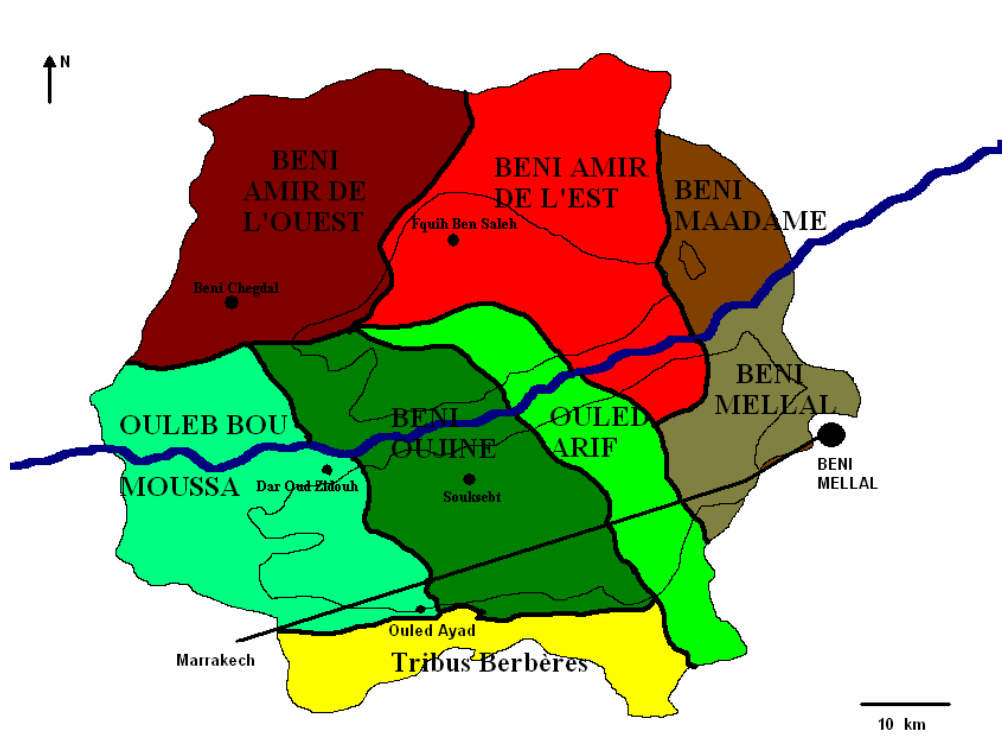 N
BENI
AMIR DE
L'OUEST
BENI AMIR
DE L'EST
BENI
MAADAME
Fquih Ben Saleh
Beni Chegdal
BENI
MELLAL
OULEB BOU
MOUSSA
BENI
OUJINE
OULED
ARIF
Dar Oud Zidouh
Souksebt
BENI
MELLAL
Ouled Ayad
Marrakech
Tribus Berbères
10 km